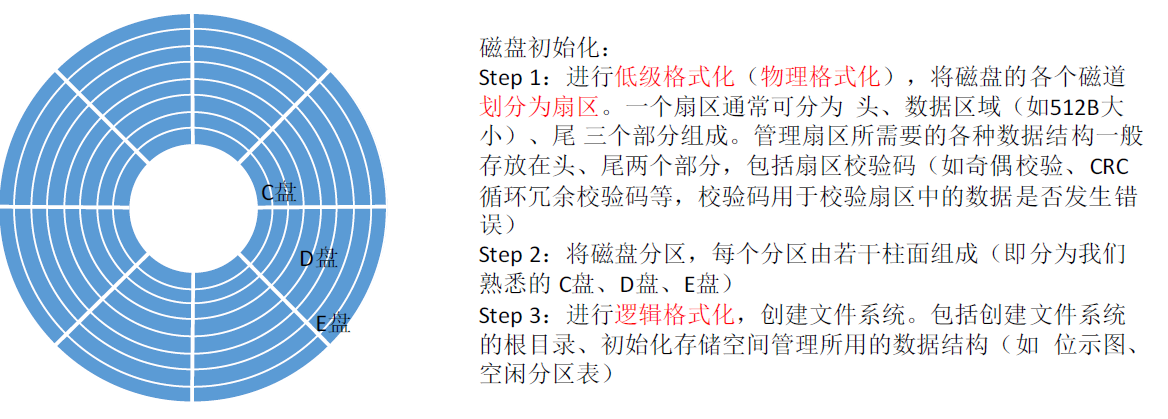 C盘
D盘
E盘
磁盘初始化：
Step 1：进行低级格式化（物理格式化），将磁盘的各个磁道
划分为扇区。一个扇区通常可分为 头、数据区域（如512B大
小）、尾 三个部分组成。管理扇区所需要的各种数据结构一般
存放在头、尾两个部分，包括扇区校验码（如奇偶校验、CRC
循环冗余校验码等，校验码用于校验扇区中的数据是否发生错
误）
Step 2：将磁盘分区，每个分区由若干柱面组成（即分为我们
熟悉的 C盘、D盘、E盘）
Step 3：进行逻辑格式化，创建文件系统。包括创建文件系统
的根目录、初始化存储空间管理所用的数据结构（如 位示图、
空闲分区表）